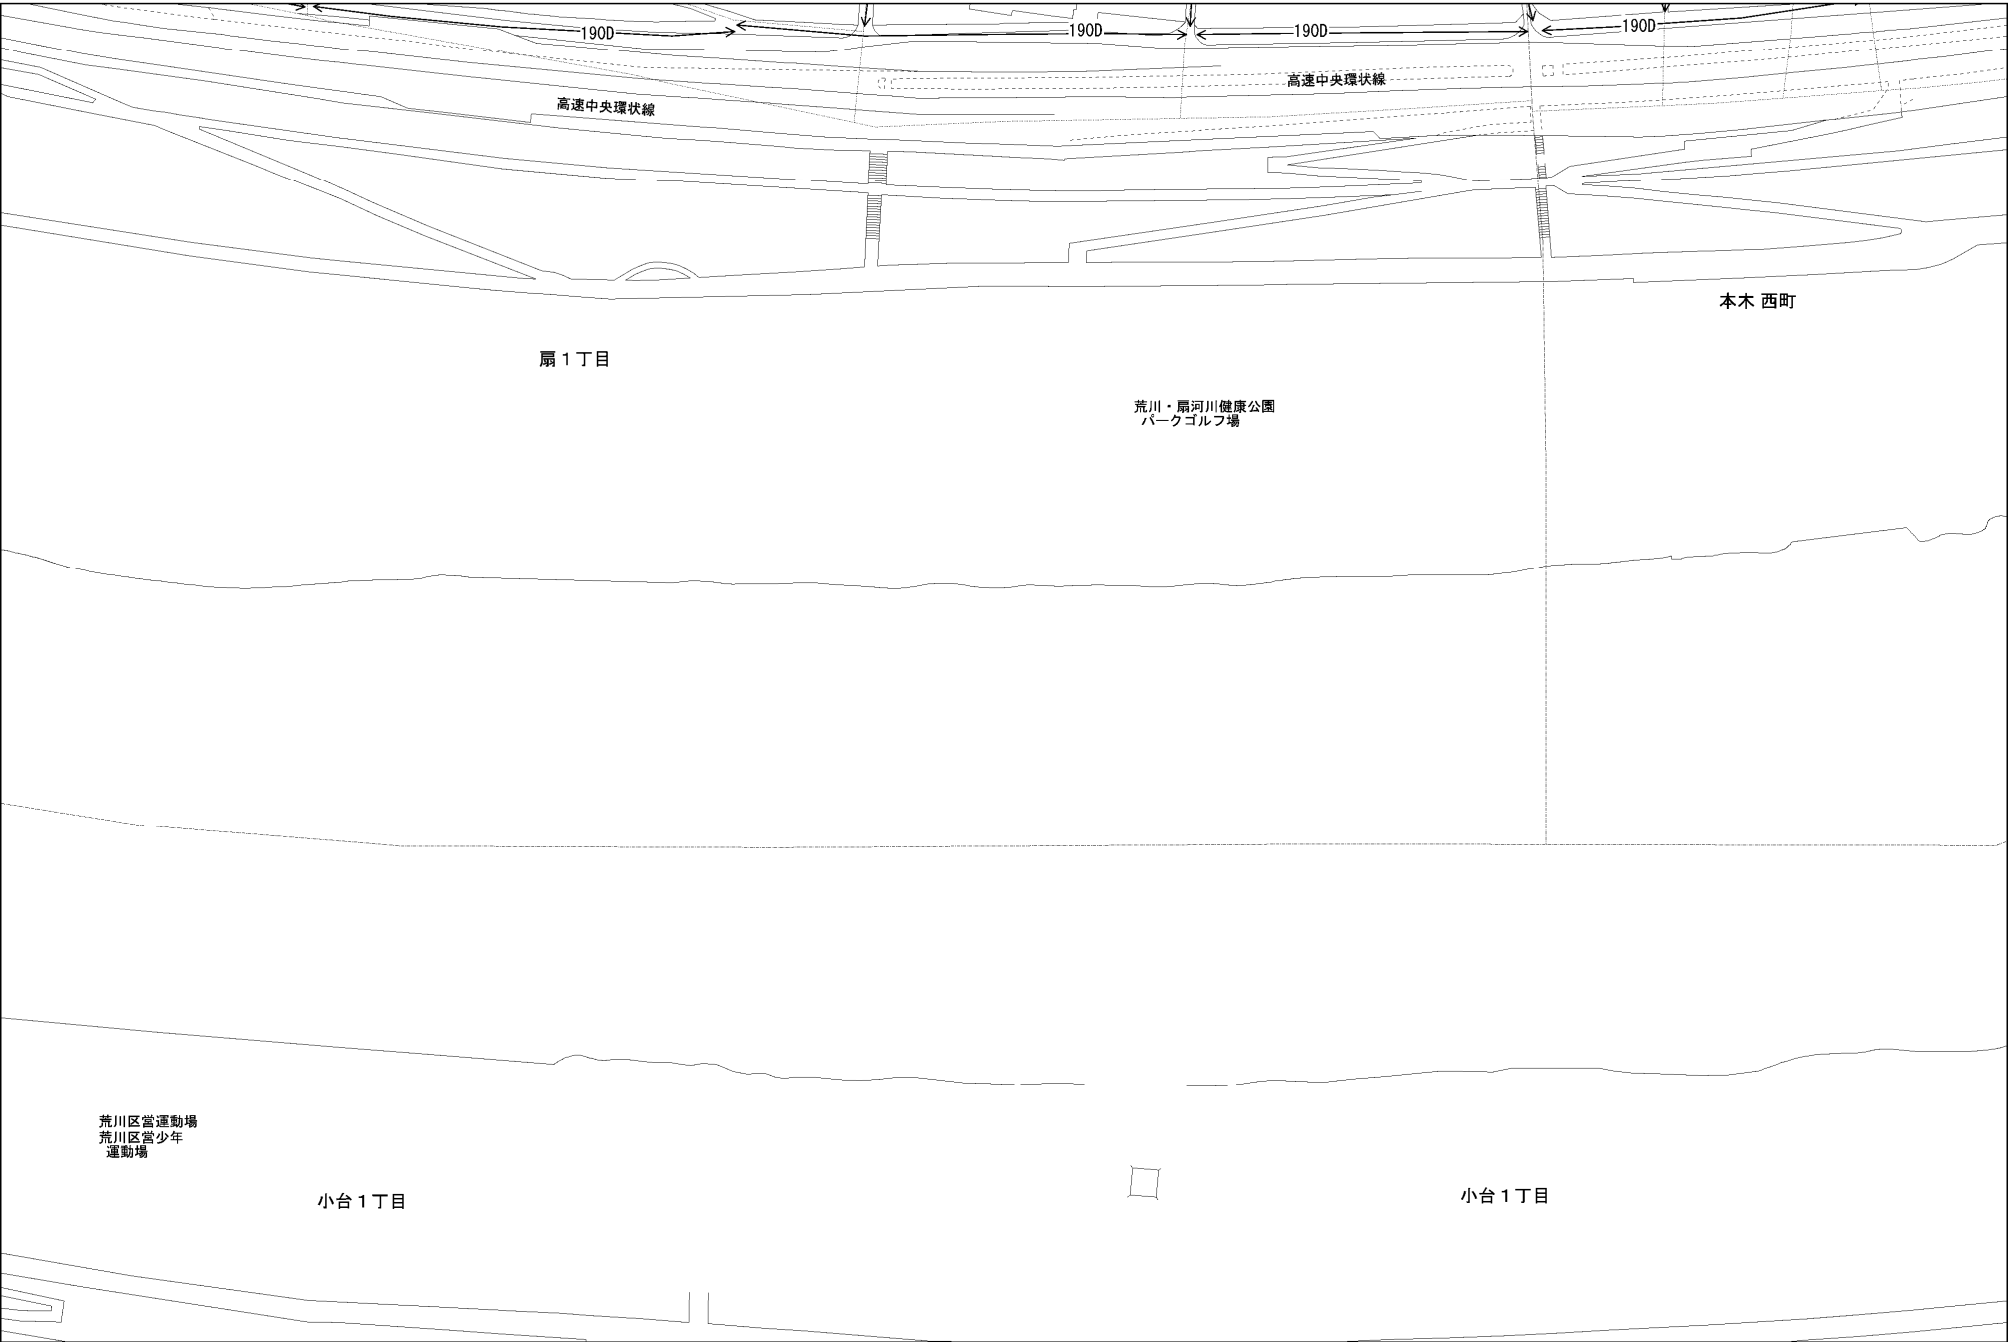 190D
190D
190D
190D
高速中央環状線
高速中央環状線
本木 西町
扇１丁目
荒川・扇河川健康公園
パークゴルフ場
荒川区営運動場
荒川区営少年
運動場
小台１丁目
小台１丁目